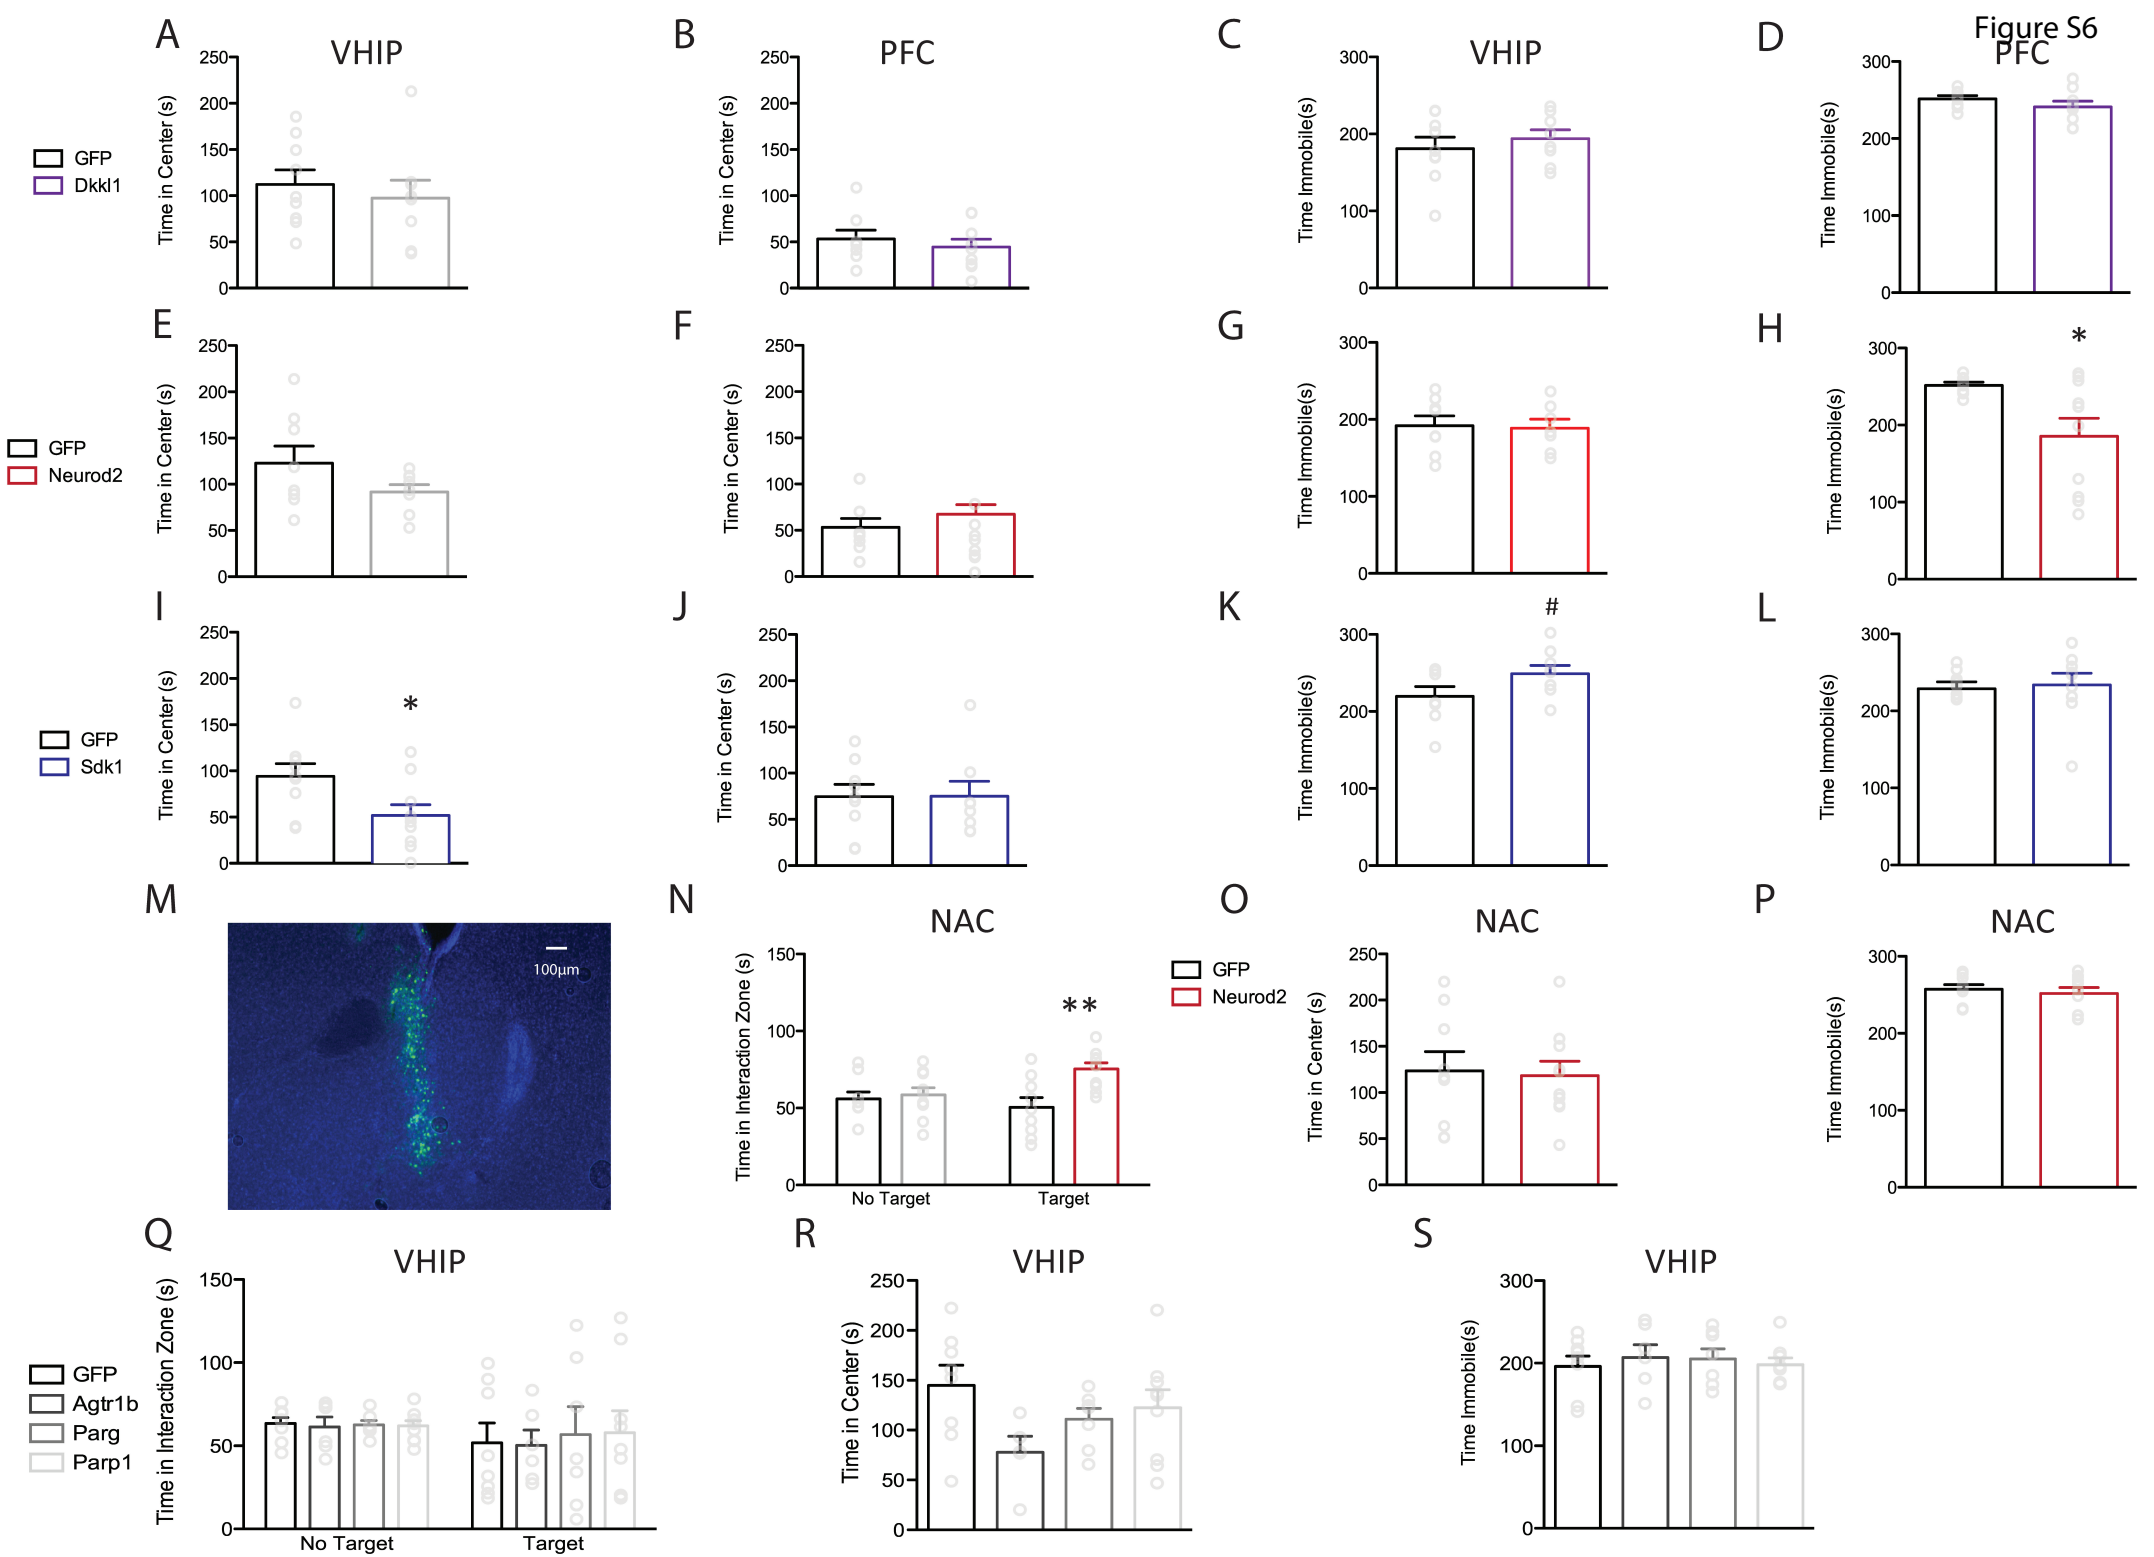 Figure S6
A
VHIP
B
PFC
C
VHIP
D
PFC
GFP
Dkkl1
Time in Center (s)
250
200
150
100
50
0
Time in Center (s)
250
200
150
100
50
0
Time Immobile(s)
300
200
100
0
Time Immobile(s)
300
200
100
0
E
F
G
H
GFP
Neurod2
Time in Center (s)
250
200
150
100
50
0
Time in Center (s)
250
200
150
100
50
0
Time Immobile(s)
300
200
100
0
Time Immobile(s)
300
200
100
0
*
I
J
K
L
GFP
Sdk1
Time in Center (s)
250
200
150
100
50
0
*
Time in Center (s)
250
200
150
100
50
0
Time Immobile(s)
300
200
100
0
#
Time Immobile(s)
300
200
100
0
M
100µm
N
NAC
Time in Interaction Zone (s)
150
100
50
0
**
No Target
Target
GFP
Neurod2
O
NAC
Time in Center (s)
250
200
150
100
50
0
P
NAC
Time Immobile(s)
300
200
100
0
Q
VHIP
GFP
Agtr1b
Parg
Parp1
Time in Interaction Zone (s)
150
100
50
0
No Target
Target
R
VHIP
Time in Center (s)
250
200
150
100
50
0
S
VHIP
Time Immobile(s)
300
200
100
0